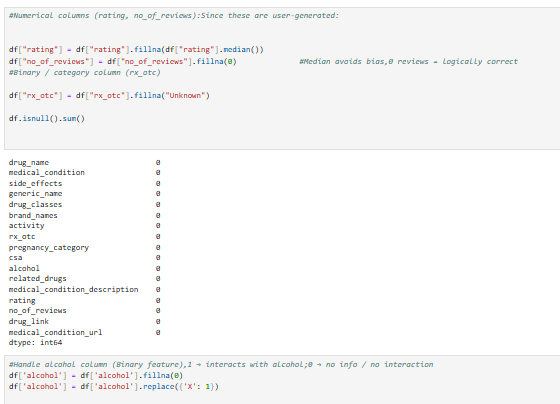 #Numerical columns (rating, no_of_reviews):Since these are user-generated:
df["rating"] = df["rating"].fillna(df["rating"].median())
df["no_of_reviews"] = df["no_of_reviews"].fillna(0) #Median avoids bias,0 reviews = logically correct
#Binary / category column (rx_otc)
df["rx_otc"] = df["rx_otc"].fillna("Unknown")
df.isnull().sum()
drug_name 0
medical_condition 0
side_effects 0
generic_name 0
drug_classes 0
brand_names 0
activity 0
rx_otc 0
pregnancy_category 0
csa 0
alcohol 0
related_drugs 0
medical_condition_description 0
rating 0
no_of_reviews 0
drug_link 0
medical_condition_url 0
dtype: int64
#Handle alcohol column (Binary feature),1 → interacts with alcohol;0 → no info / no interaction
df['alcohol'] = df['alcohol'].fillna(0)
df['alcohol'] = df['alcohol'].replace({'X': 1})